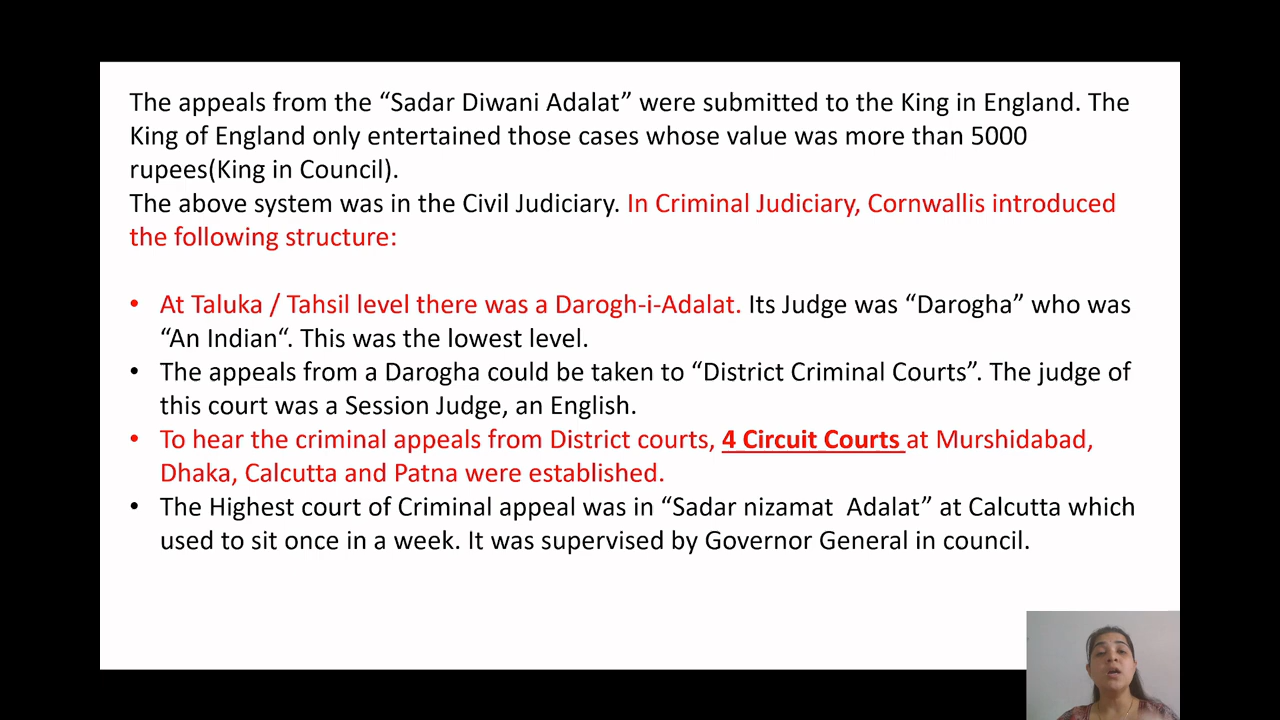 The appeals from the “Sadar Diwani Adalat” were submitted to the King in England. The
King of England only entertained those cases whose value was more than 5000
rupees(King in Council).
The above system was in the Civil Judiciary. In Criminal Judiciary, Cornwallis introduced
the following structure:
• At Taluka / Tahsil level there was a Darogh-i-Adalat. Its Judge was “Darogha” who was
“An Indian“. This was the lowest level.
• The appeals from a Darogha could be taken to “District Criminal Courts”. The judge of
this court was a Session Judge, an English.
• To hear the criminal appeals from District courts, 4 Circuit Courts at Murshidabad,
Dhaka, Calcutta and Patna were established.
• The Highest court of Criminal appeal was in “Sadar nizamat  Adalat” at Calcutta which
used to sit once in a week. It was supervised by Governor General in council.